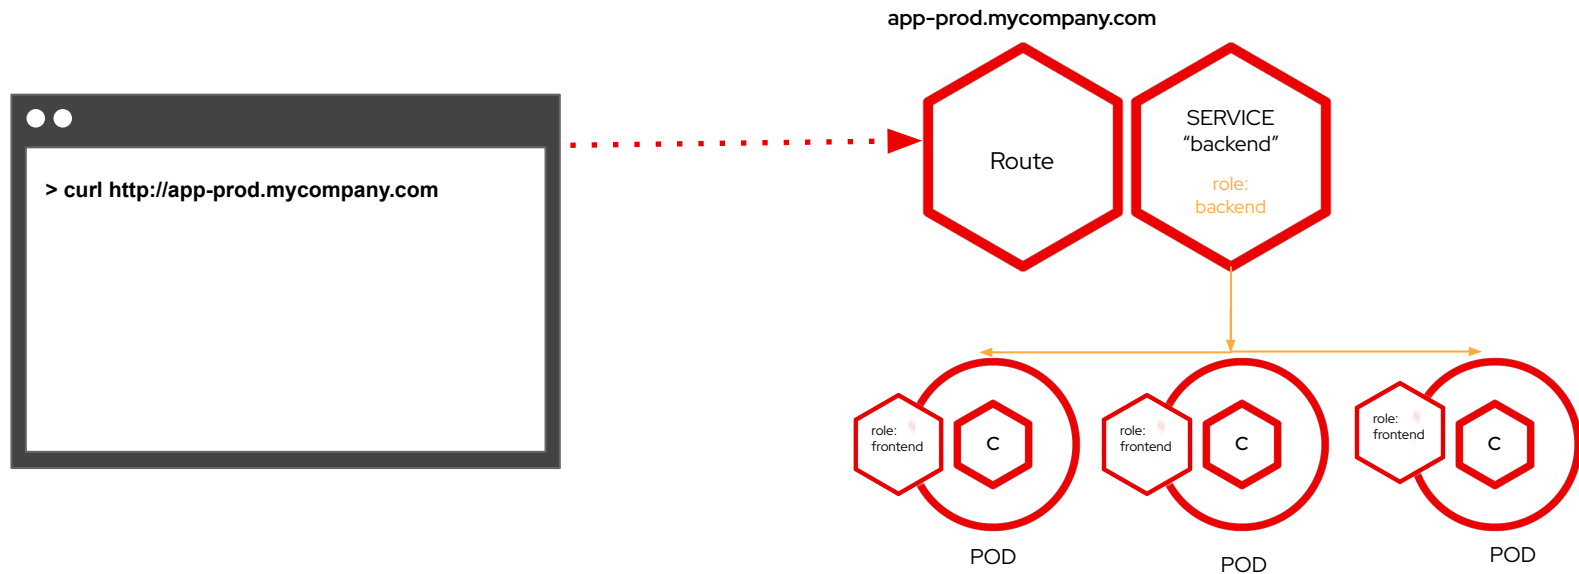 app-prod.mycompany.com
> curl http://app-prod.mycompany.com
Route
SERVICE
“backend”
role:
backend
role:
frontend
C
POD
role:
frontend
C
POD
role:
frontend
C
POD